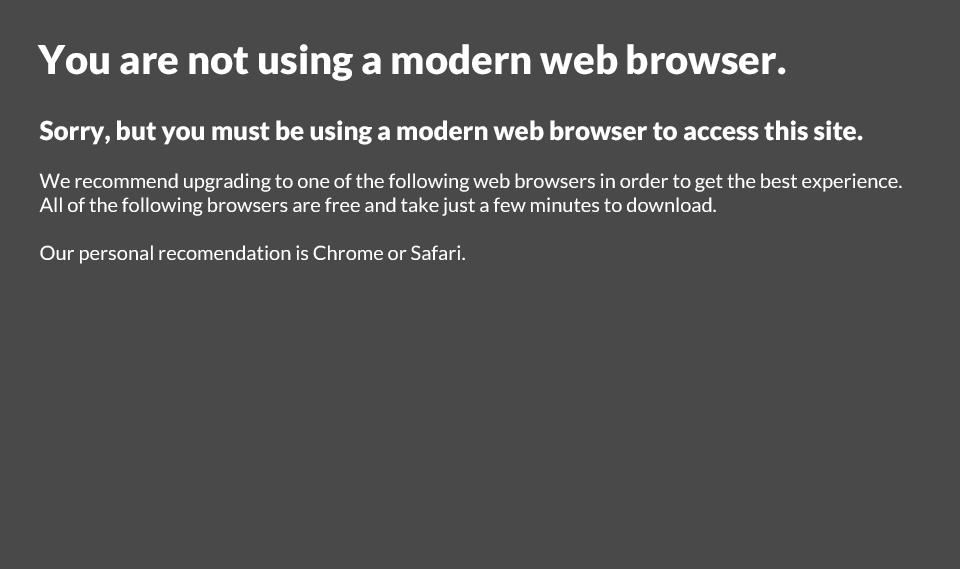 You are not using a modern web browser.
Sorry, but you must be using a modern web browser to access this site.
We recommend upgrading to one of the following web browsers in order to get the best experience.
All of the following browsers are free and take just a few minutes to download.
Our personal recomendation is Chrome or Safari.